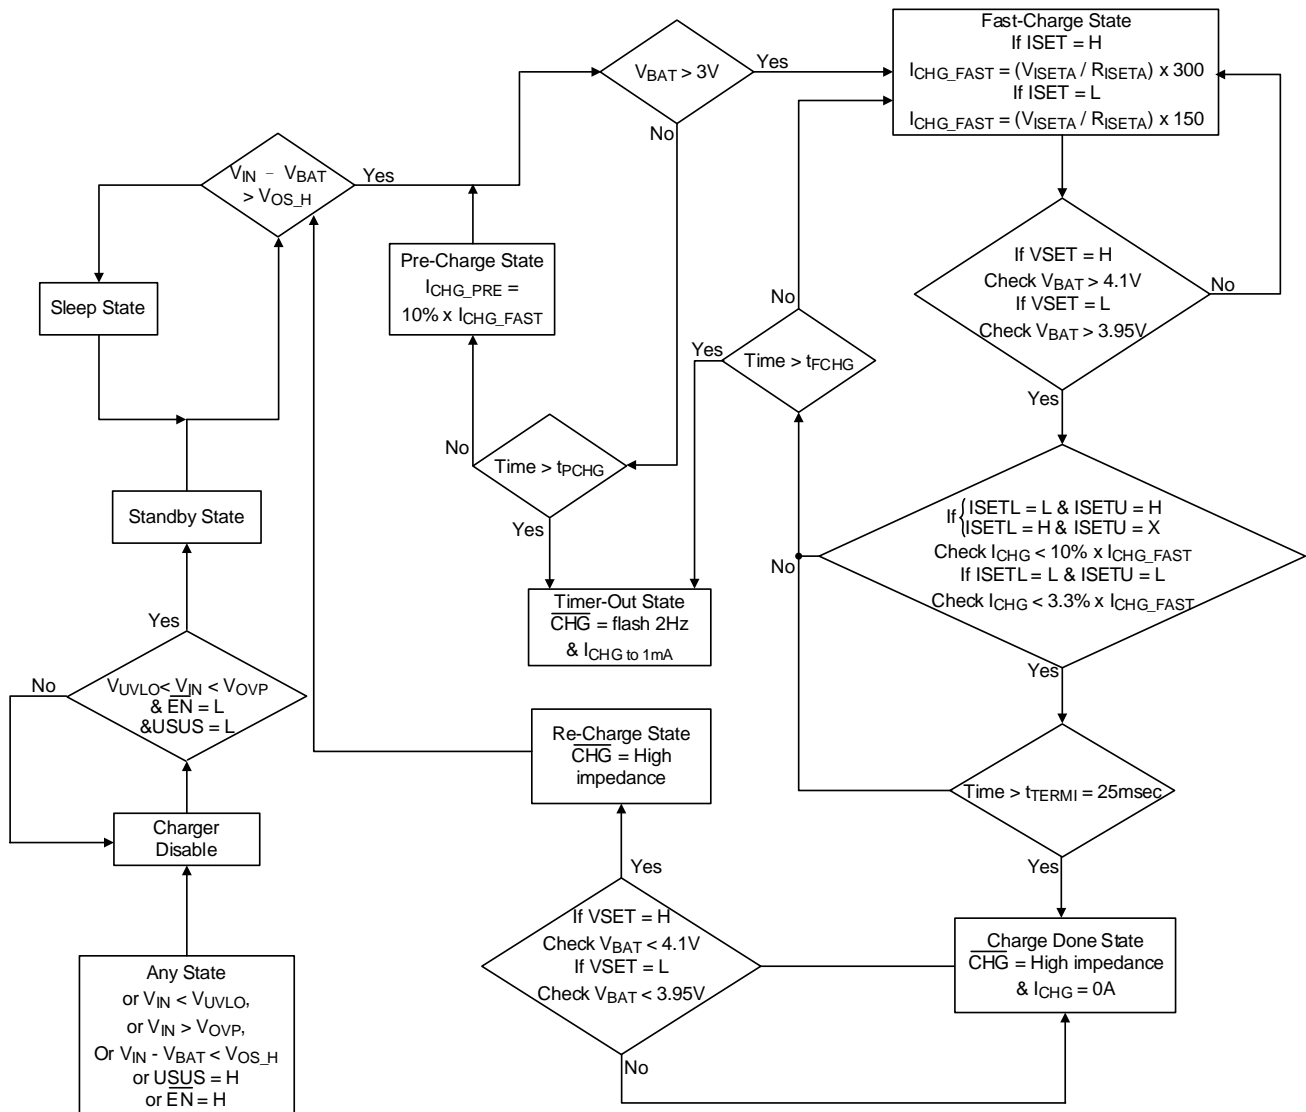 Fast-Charge State
If ISET = H
ICHG_FAST = (VISETA / RISETA) x 300
If ISET = L
ICHG_FAST = (VISETA / RISETA) x 150
VBAT > 3V
Yes
No
VIN - VBAT
> VOS_H
Yes
Sleep State
Pre-Charge State
ICHG_PRE =
10% x ICHG_FAST
If VSET = H
Check VBAT > 4.1V
If VSET = L
Check VBAT > 3.95V
No
Yes
No
Time > tFCHG
Yes
No
Time > tPCHG
Yes
Standby State
If { ISETL = L & ISETU = H
ISETL = H & ISETU = X
Check ICHG < 10% x ICHG_FAST
If ISETL = L & ISETU = L
Check ICHG < 3.3% x ICHG_FAST
No
Yes
Timer-Out State
CHG = flash 2Hz
& ICHG to 1mA
Yes
No
VUVLO< VIN < VOVP
& EN = L
&USUS = L
Re-Charge State
CHG = High
impedance
Time > tTERMI = 25msec
Yes
Charger
Disable
Yes
If VSET = H
Check VBAT < 4.1V
If VSET = L
Check VBAT < 3.95V
No
Charge Done State
CHG = High impedance
& ICHG = 0A
Any State
or VIN < VUVLO,
or VIN > VOVP,
Or VIN - VBAT < VOS_H
or USUS = H
or EN = H